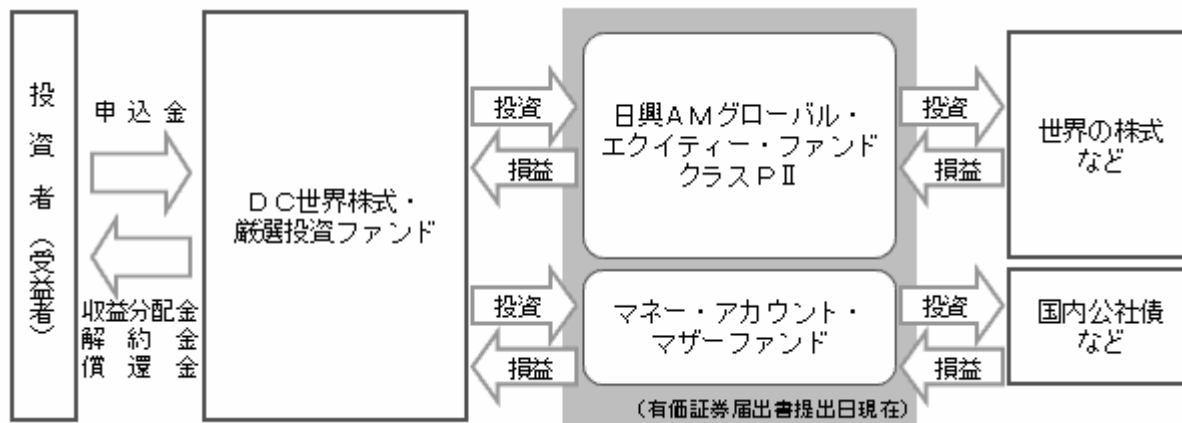 投資者（受益者）
申込金
収益分配金
解約金
償還金
ＤＣ世界株式・
厳選投資ファンド
投資
損益
投資
損益
日興ＡＭグローバル・
エクイティー・ファンド
クラスＰⅡ
マネー・アカウント・
マザーファンド
（有価証券届出書提出日現在）
投資
損益
投資
損益
世界の株式
など
国内公社債
など